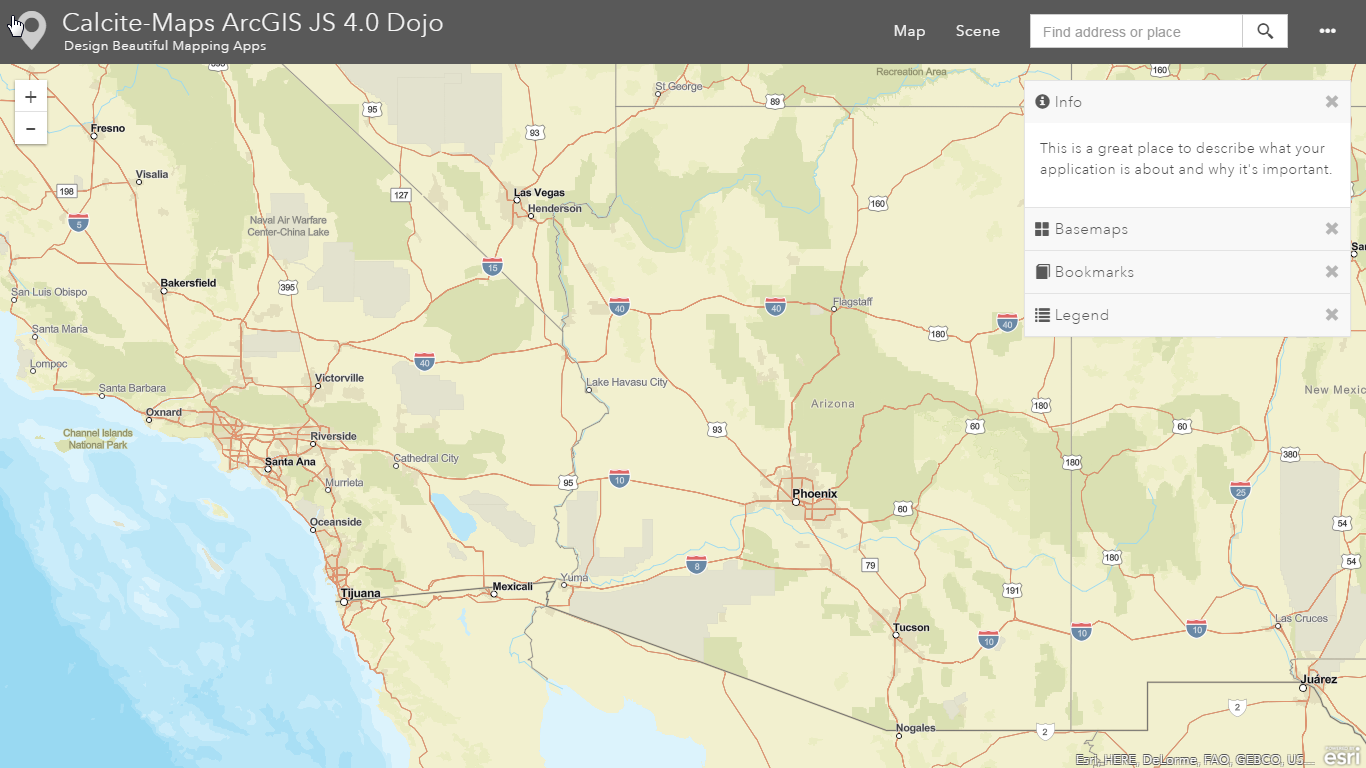 Calcite-Maps ArcGIS JS 4.0 Dojo
Design Beautiful Mapping Apps
Map
Scene
Find address or place
Info
This is a great place to describe what your
application is about and why it's important.
Basemaps
Bookmarks
Legend
+
−
St George
Recreation Area
160
89
95
93
Fresno
Visalia
198
127
5
Las Vegas
Henderson
160
Naval Air Warfare
Center-China Lake
15
Bakersfield
395
San Luis Obispo
40
40
Flagstaff
40
180
Santa Maria
Lompoc
40
Victorville
Lake Havasu City
Santa Barbara
Oxnard
Arizona
New Mexic
180
60
60
93
Channel Islands
National Park
Riverside
Santa Ana
Cathedral City
380
180
Murrieta
95
10
25
Phoenix
60
Oceanside
54
54
180
8
79
Yuma
Mexicali
Tijuana
191
Tucson
10
10
10
Las Cruces
Juárez
2
Nogales
2
Esri, HERE, DeLorme, FAO, GEBCO, US...
esri